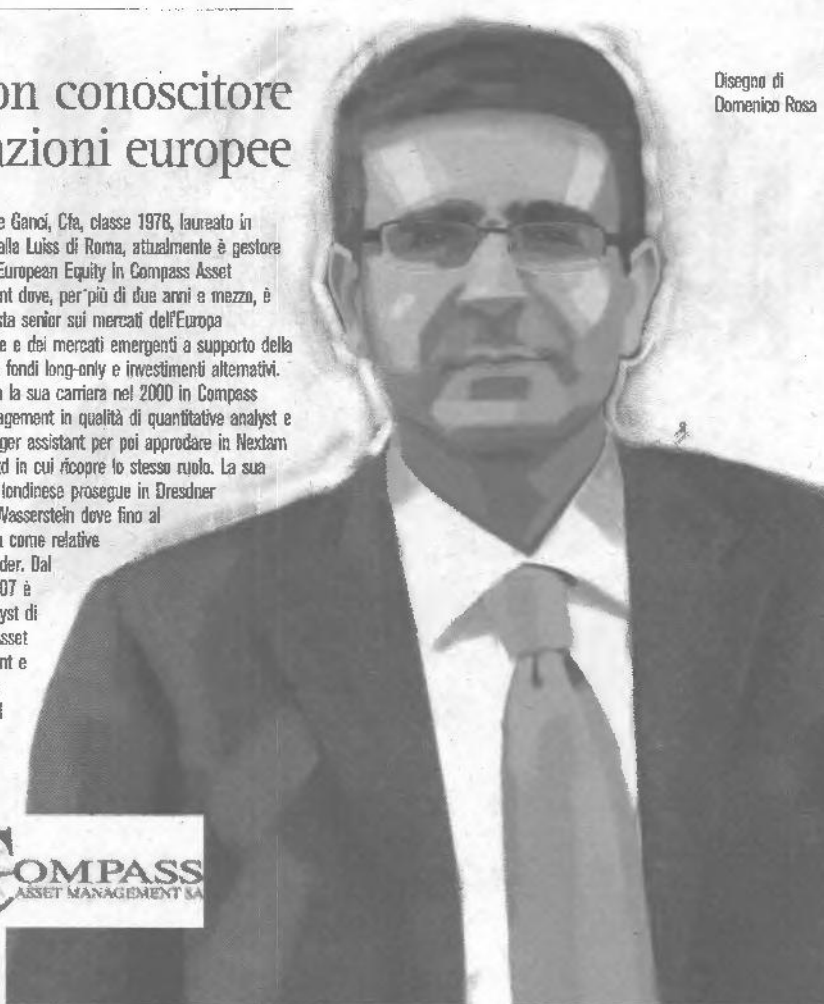 on conoscitore
azioni europee
Disegno di
Domenico Rosa
e Ganci, Cfa, classe 1976, laureato in
alla Luiss di Roma, attualmente è gestore
European Equity in Compass Asset
nt dove, per più di due anni e mezzo, è
sta senior sui mercati dell'Europa
e e dei mercati emergenti a supporto della
fondi long-only e investimenti alternativi.
a la sua carriera nel 2000 in Compass
agement in qualità di quantitative analyst e
ger assistant per poi approdare in Nextam
td in cui ricopre lo stesso ruolo. La sua
londinese prosegue in Dresdner
Wasserstein dove fino al
a come relative
der. Dal
07 è
yst di
sset
nt e
COMPASS
ASSET MANAGEMENT SA